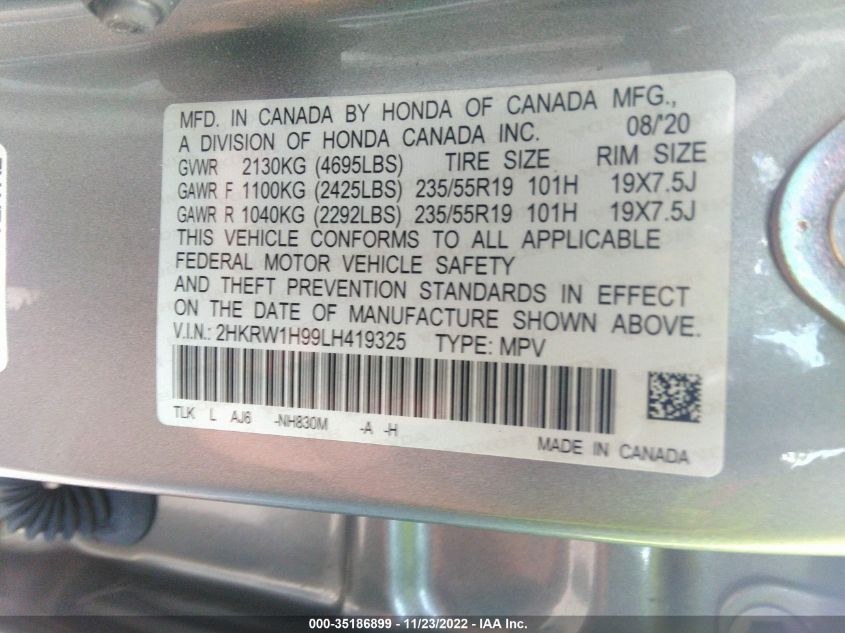 MFD. IN CANADA BY HONDA OF CANADA MFG.,
A DIVISION OF HONDA CANADA INC. 08/'20
GVWR 2130KG (4695LBS) TIRE SIZE RIM SIZE
GAWR F 1100KG (2425LBS) 235/55R19 101H 19X7.5J
GAWR R 1040KG (2292LBS) 235/55R19 101H 19X7.5J
THIS VEHICLE CONFORMS TO ALL APPLICABLE
FEDERAL MOTOR VEHICLE SAFETY
AND THEFT PREVENTION STANDARDS IN EFFECT
ON THE DATE OF MANUFACTURE SHOWN ABOVE.
V.I.N.: 2HKRW1H99LH419325 TYPE: MPV
TLK L AJ6 -NH830M -A -H
MADE IN CANADA
000-35186899 - 11/23/2022 - IAA Inc.